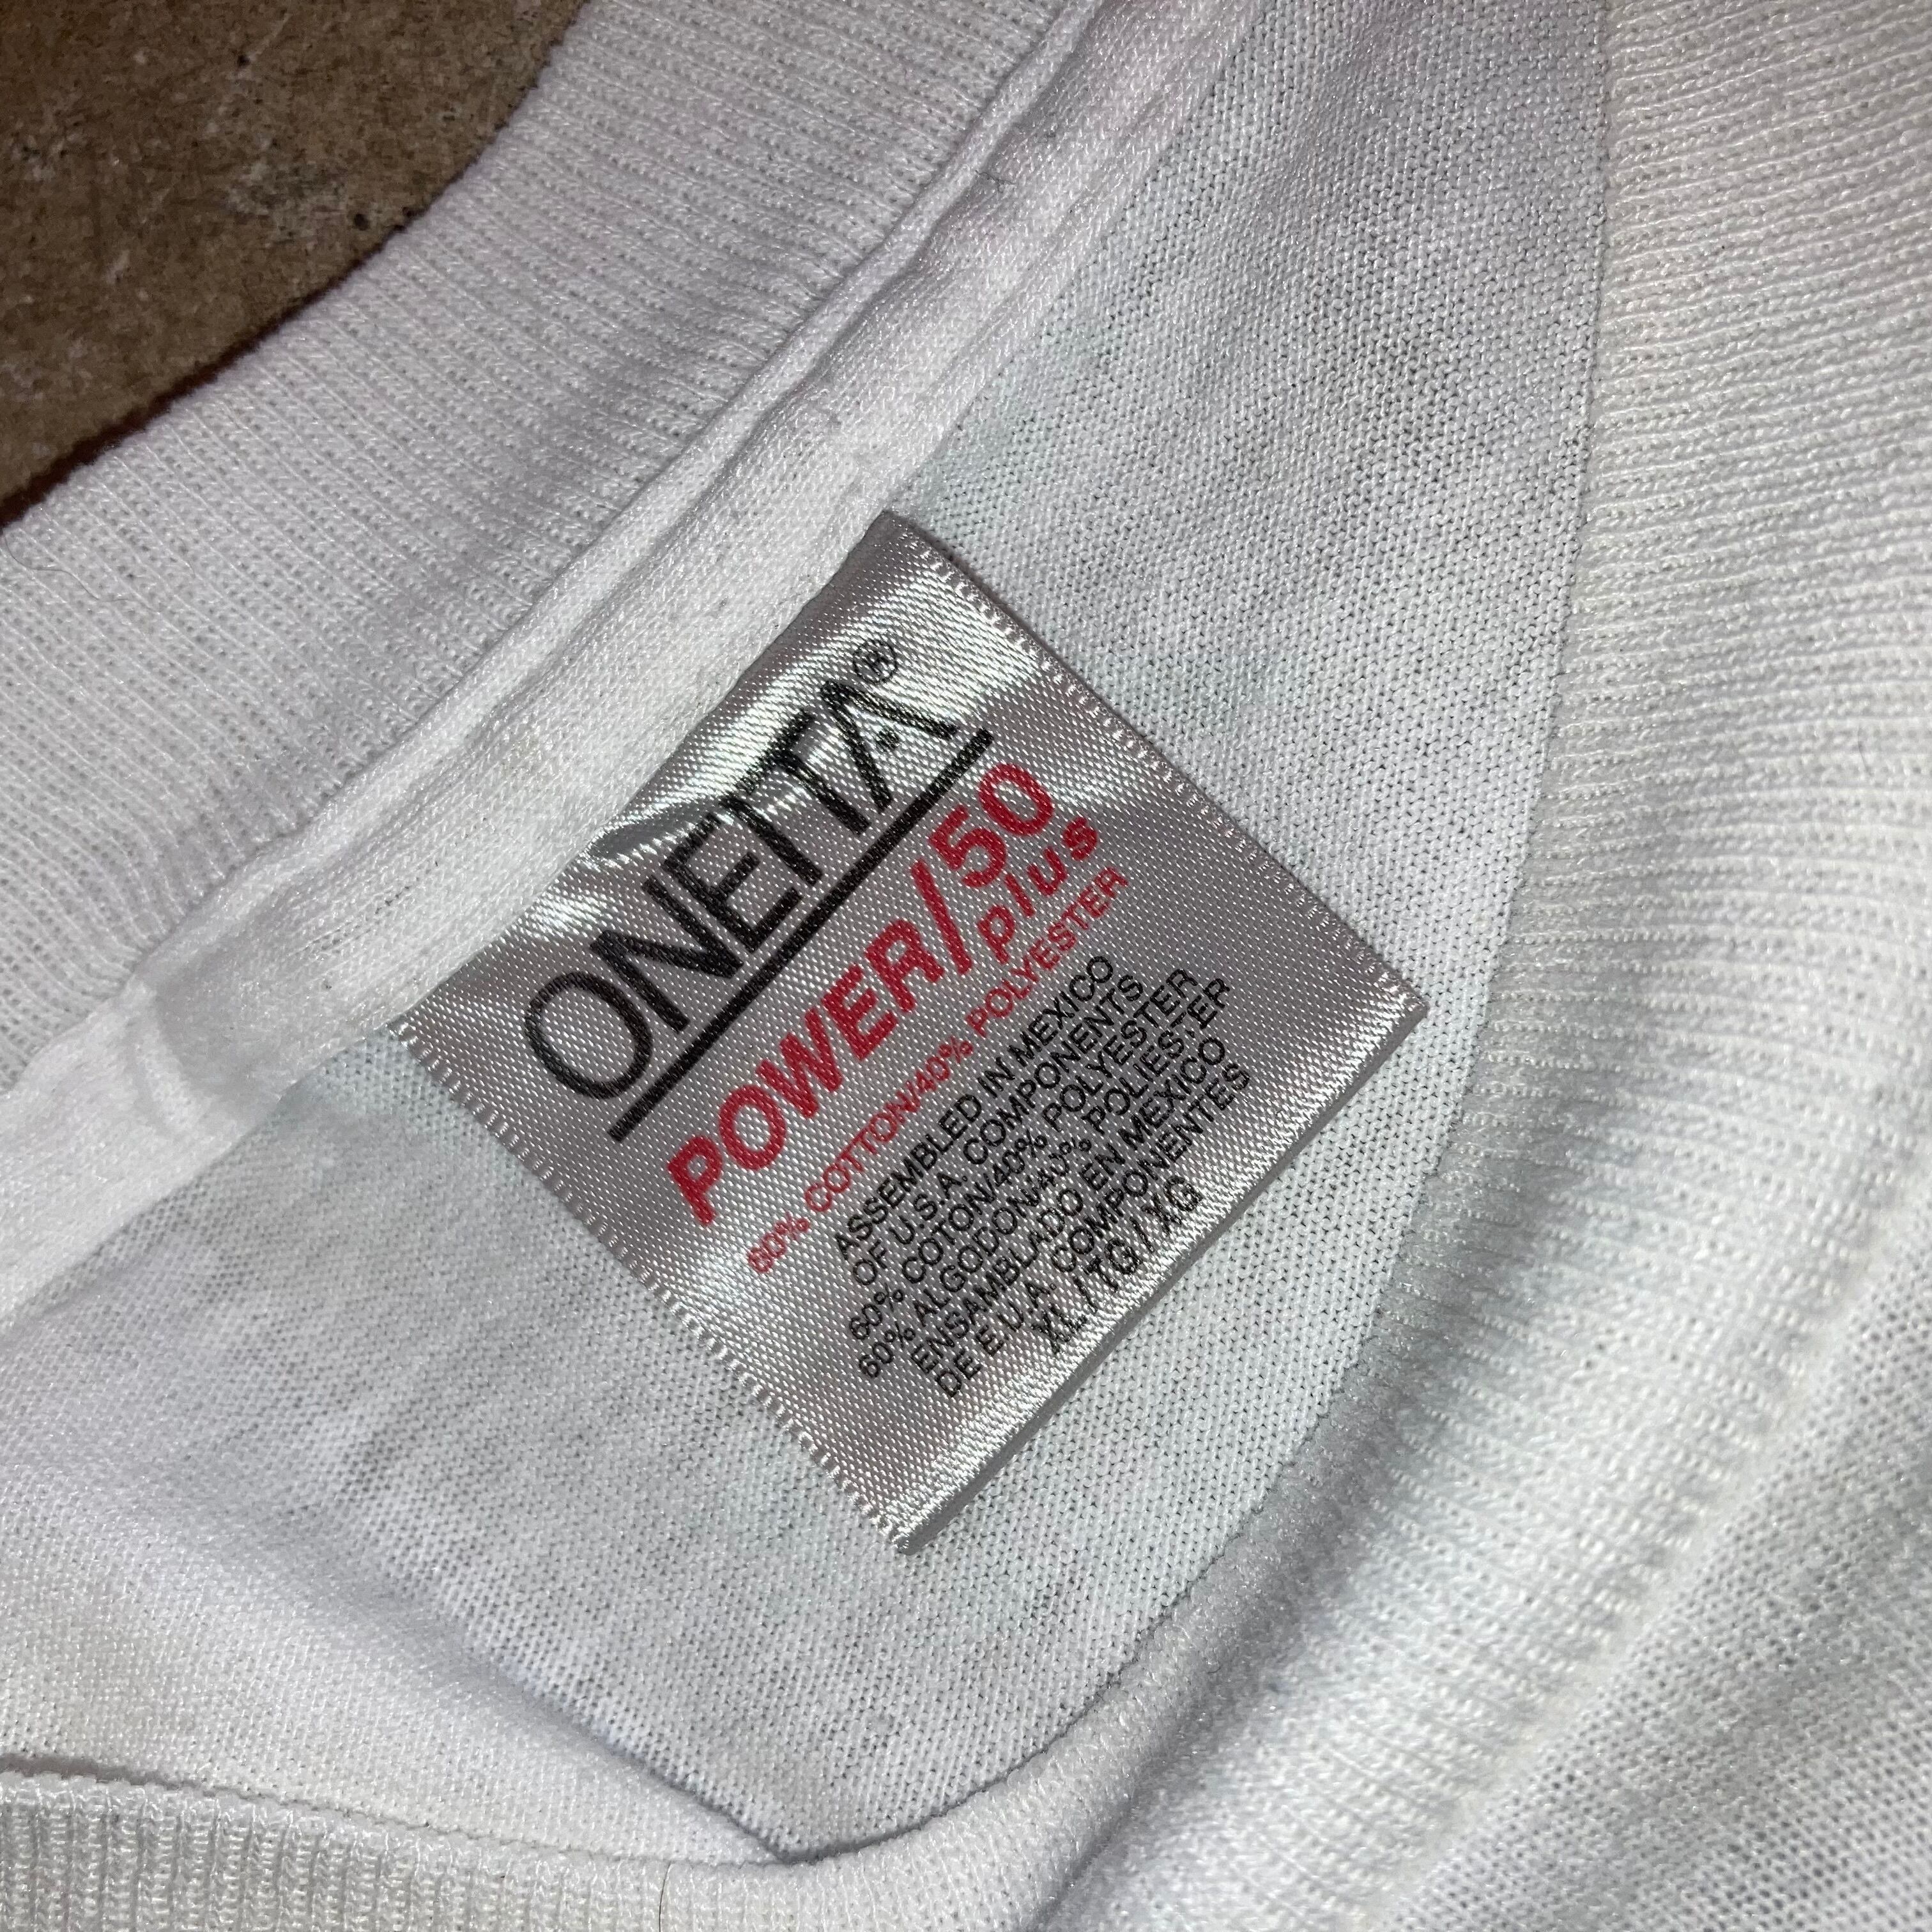 ONEITA®
POWER/50
plus
60% COTTON/40% POLYESTER
ASSEMBLED IN MEXICO
OF U.S.A. COMPONENTS
60% COTON/40% POLYESTER
60% ALGODON/40% POLIESTER
ENSAMBLADO EN MEXICO
DE E.U.A. COMPONENTES
XL/TG/XG